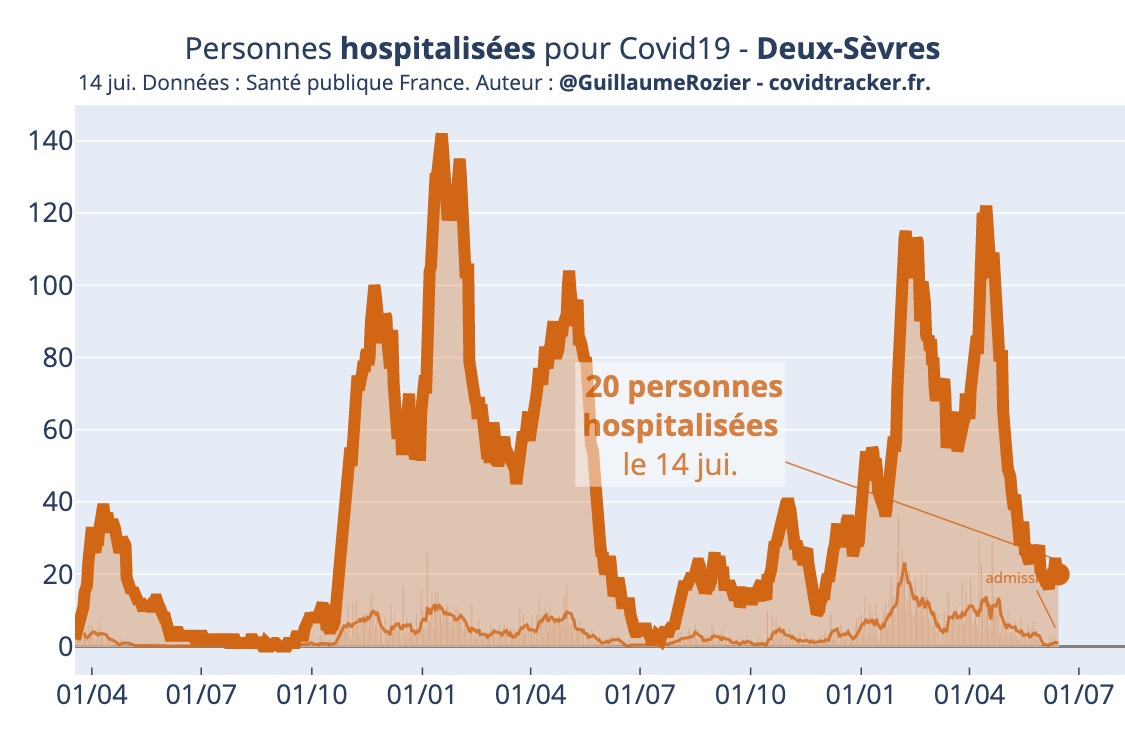 Personnes hospitalisées pour Covid19 - Deux-Sèvres
14 jui. Données : Santé publique France. Auteur : @GuillaumeRozier - covidtracker.fr.
140
120
100
80
60
40
20
0
20 personnes
hospitalisées
le 14 jui.
01/04 01/07 01/10 01/01 01/04 01/07 01/10 01/01 01/04 01/07